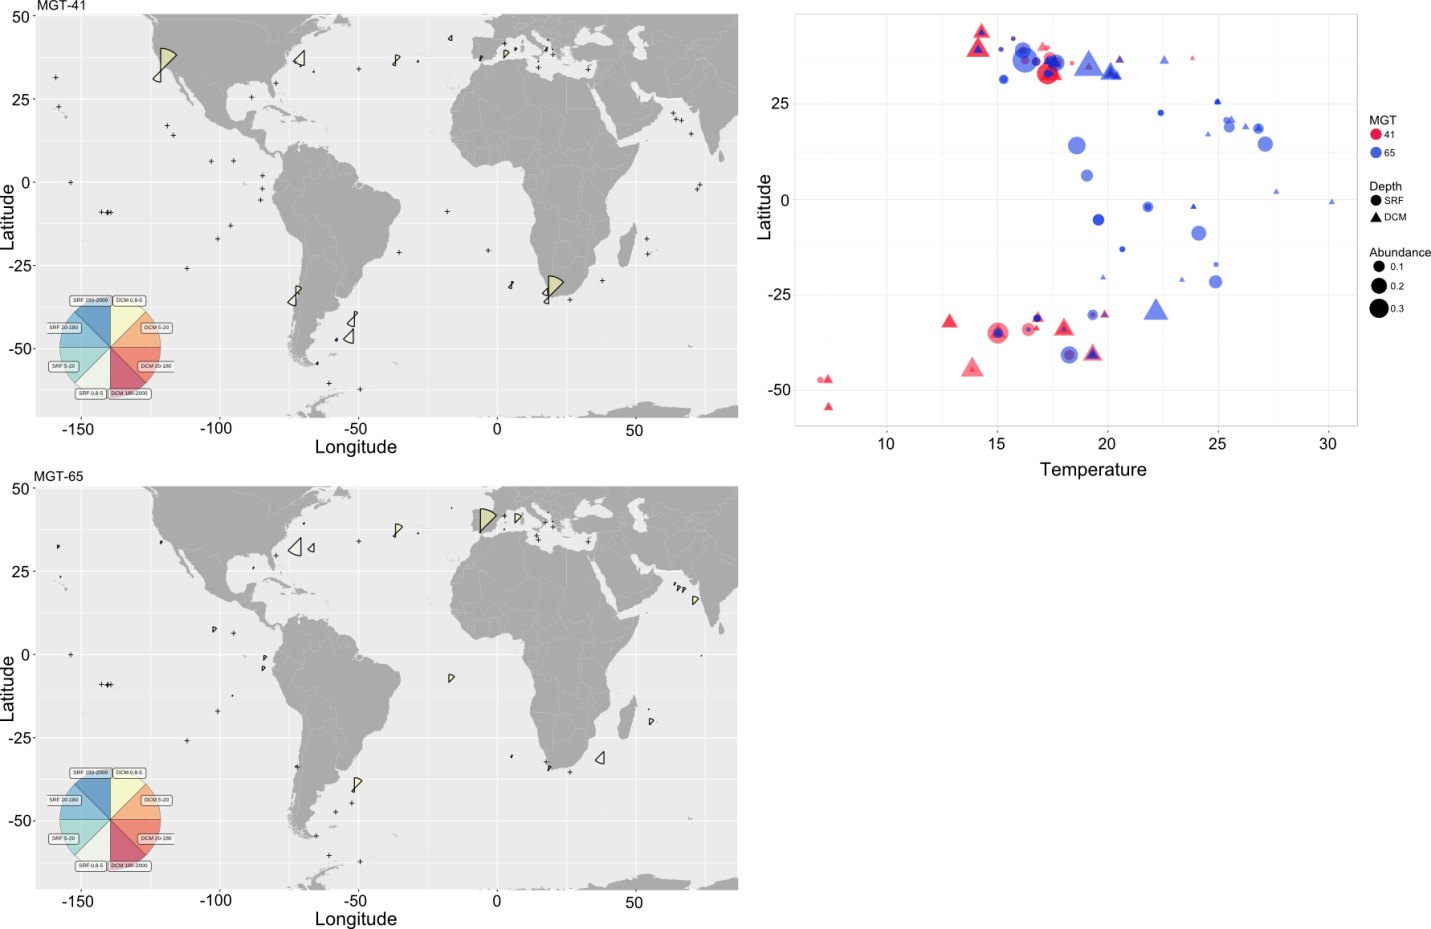 MGT-41
50
25
0
-25
-50
Latitude
SRF 180-2000
DCM 0,8-5
SRF 20-180
DCM 5-20
SRF 5-20
DCM 20-180
SRF 0,8-5
DCM 180-2000
-150
-100
-50
0
50
Longitude
25
0
-25
-50
Latitude
10
15
20
25
30
Temperature
MGT
41
65
Depth
SRF
DCM
Abundance
0.1
0.2
0.3
MGT-65
50
25
0
-25
-50
Latitude
SRF 180-2000
DCM 0,8-5
SRF 20-180
DCM 5-20
SRF 5-20
DCM 20-180
SRF 0,8-5
DCM 180-2000
-150
-100
-50
0
50
Longitude